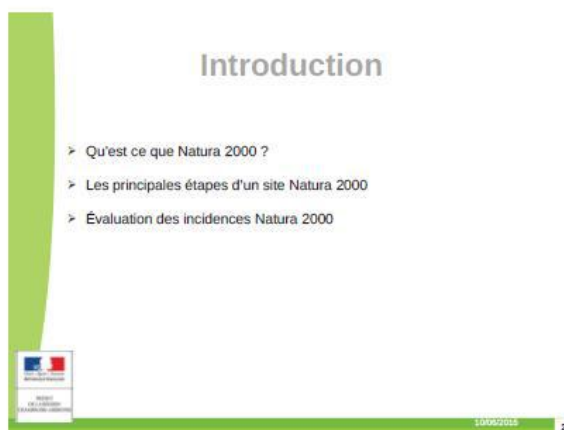 Introduction
Qu'est ce que Natura 2000 ?
Les principales étapes d'un site Natura 2000
Évaluation des incidences Natura 2000
10/06/2015
2